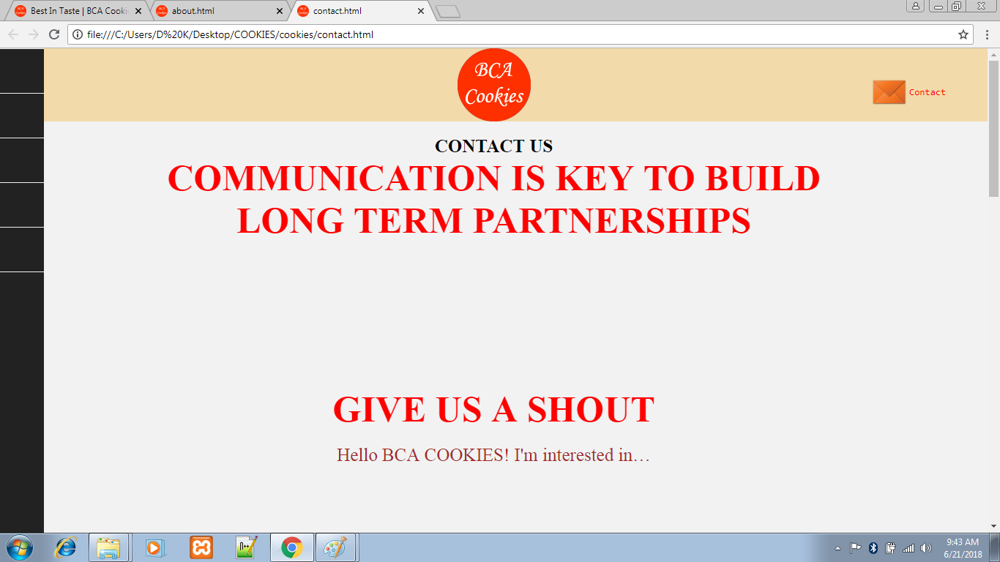 Best In Taste | BCA Cooki
about.html
contact.html
file:///C:/Users/D%20K/Desktop/COOKIES/cookies/contact.html
BCA
Cookies
Contact
CONTACT US
COMMUNICATION IS KEY TO BUILD
LONG TERM PARTNERSHIPS
GIVE US A SHOUT
Hello BCA COOKIES! I'm interested in…
9:43 AM
6/21/2018